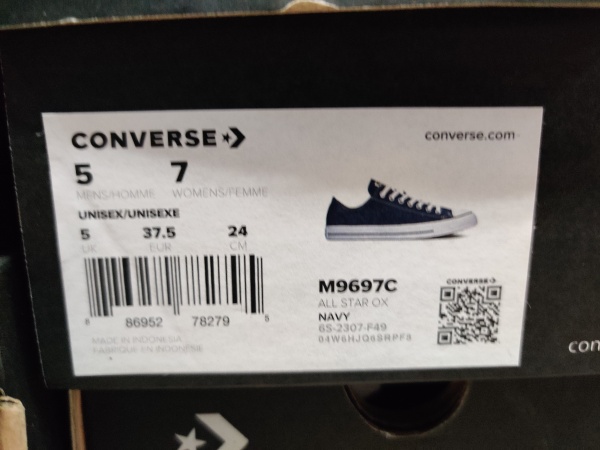 CONVERSE
converse.com
5 7
MENS/HOMME WOMENS/FEMME
UNISEX/UNISEXE
5 37.5 24
UK EUR CM
8 86952 78279 5
MADE IN INDONESIA
FABRIQUÉ EN INDONÉSIE
M9697C
ALL STAR OX
NAVY
6S-2307-F49
04W6HJQ6SRPF8
CONVERSE
con